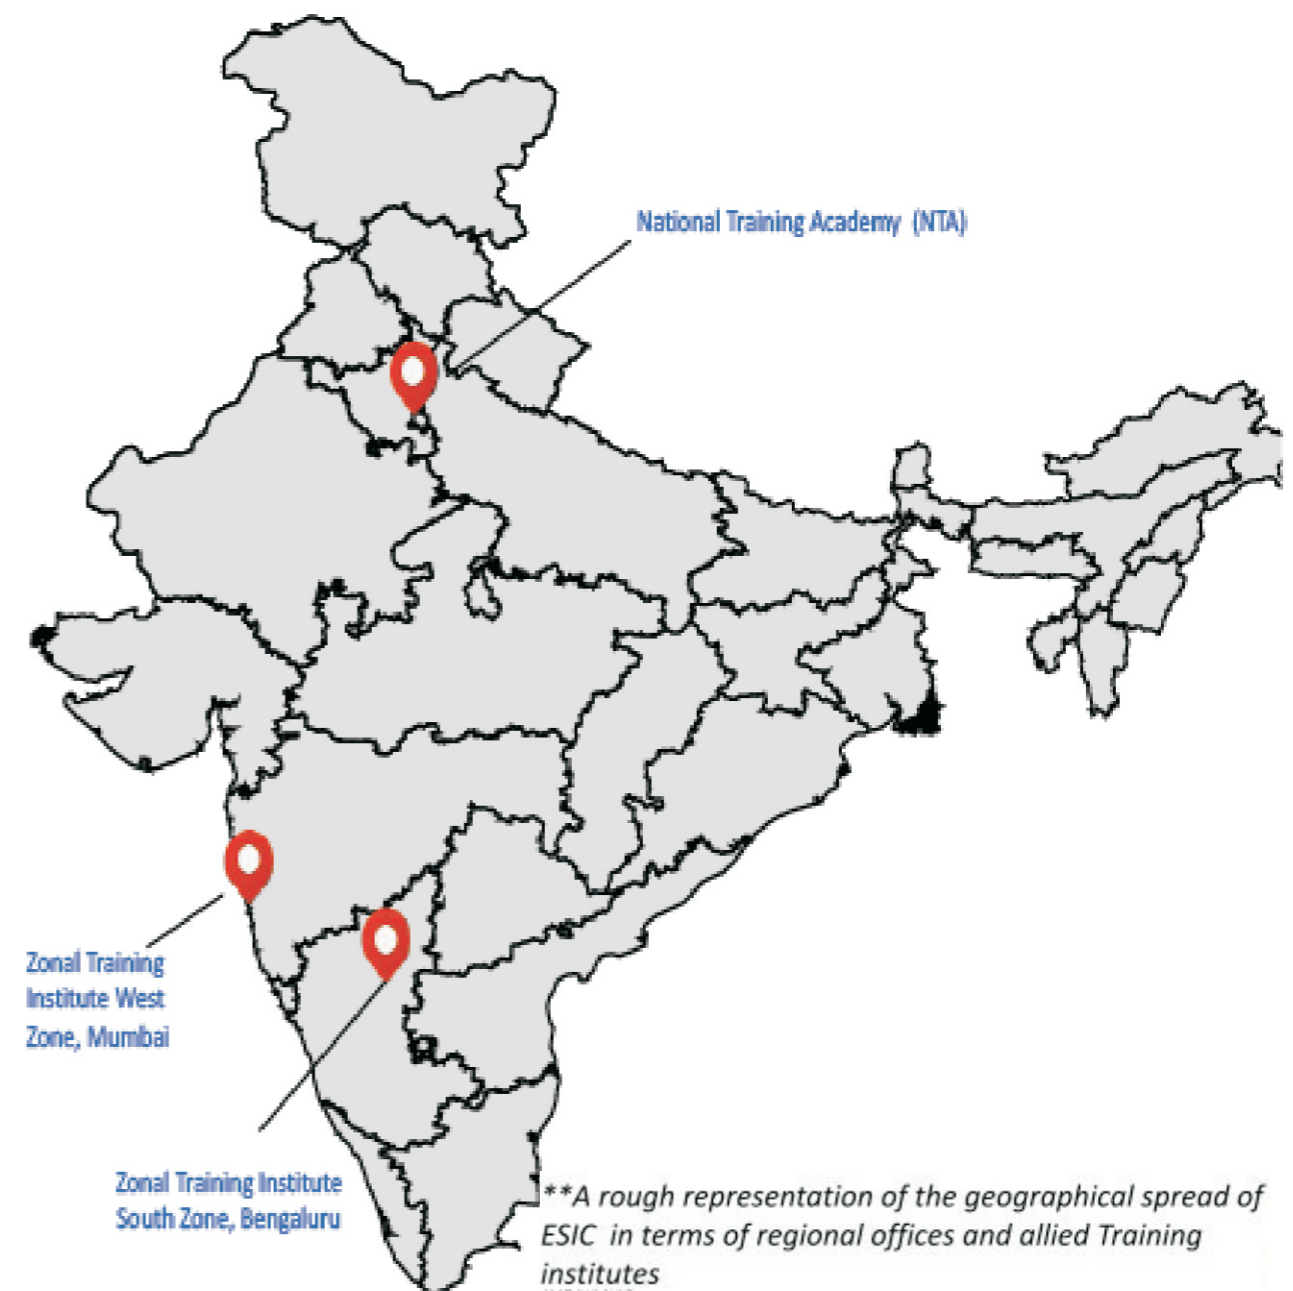 National Training Academy (NTA)
Zonal Training
Institute West
Zone, Mumbai
Zonal Training Institute
South Zone, Bengaluru
**A rough representation of the geographical spread of
ESIC in terms of regional offices and allied Training
institutes